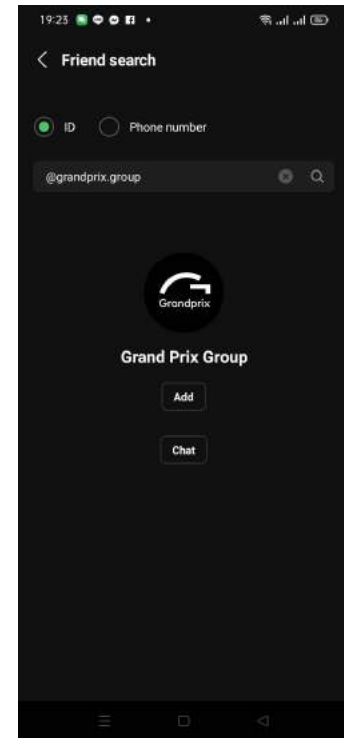 19:23
Friend search
ID Phone number
@grandprix.group
Grandprix
Grand Prix Group
Add
Chat